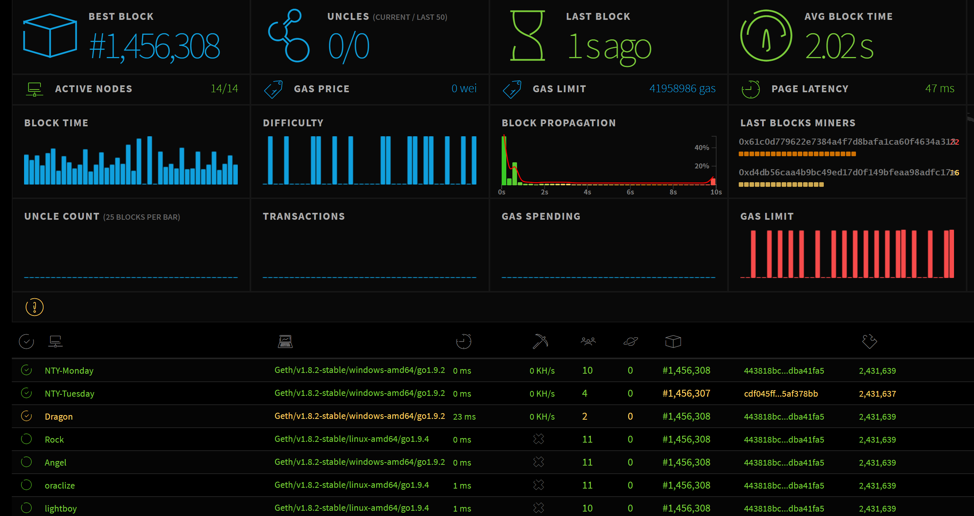 BEST BLOCK
#1,456,308
UNCLES (CURRENT / LAST 50)
0/0
LAST BLOCK
1 s ago
AVG BLOCK TIME
2.02 s
ACTIVE NODES 14/14
GAS PRICE 0 wei
GAS LIMIT 41958986 gas
PAGE LATENCY 47 ms
BLOCK TIME
DIFFICULTY
BLOCK PROPAGATION
40%
20%
0s 2s 4s 6s 8s 10s
LAST BLOCKS MINERS
UNCLE COUNT (25 BLOCKS PER BAR)
TRANSACTIONS
GAS SPENDING
GAS LIMIT
NTY-Monday Geth/v1.8.2-stable/windows-amd64/go1.9.2 0 ms 0 KH/s 10 0 #1,456,308 443818bc...dba41fa5 2,431,639
NTY-Tuesday Geth/v1.8.2-stable/windows-amd64/go1.9.2 0 ms 0 KH/s 4 0 #1,456,307 cdf045ff...5af378bb 2,431,637
Dragon Geth/v1.8.2-stable/windows-amd64/go1.9.2 23 ms 0 KH/s 2 0 #1,456,308 443818bc...dba41fa5 2,431,639
Rock Geth/v1.8.2-stable/linux-amd64/go1.9.4 0 ms 11 0 #1,456,308 443818bc...dba41fa5 2,431,639
Angel Geth/v1.8.2-stable/windows-amd64/go1.9.2 0 ms 11 0 #1,456,308 443818bc...dba41fa5 2,431,639
oraclize Geth/v1.8.2-stable/linux-amd64/go1.9.4 1 ms 11 0 #1,456,308 443818bc...dba41fa5 2,431,639
lightboy Geth/v1.8.2-stable/linux-amd64/go1.9.4 1 ms 10 0 #1,456,308 443818bc...dba41fa5 2,431,639